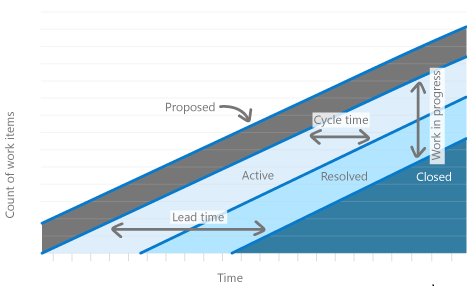 Proposed
Cycle time
Work in progress
Active
Resolved
Closed
Lead time
Count of work items
Time